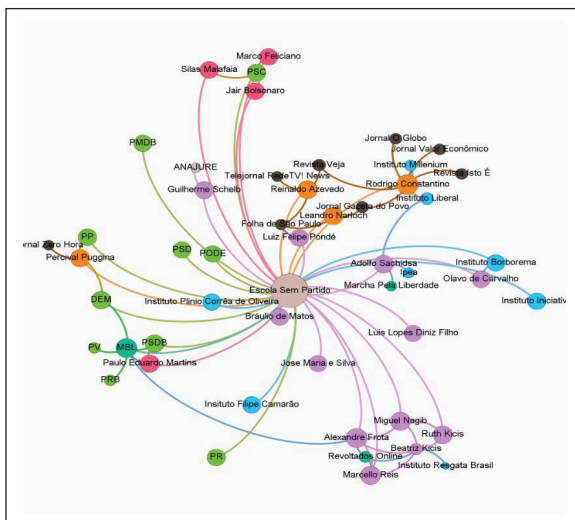 Marco Feliciano
Silas Malafaia
PSC
Jair Bolsonaro
PMDB
Jornal O Globo
Jornal Valor Econômico
Revista Veja
Instituto Millenium
ANAJURE
Telejornal RedeTV! News
Revista Isto É
Guilherme Schelb
Reinaldo Azevedo
Rodrigo Constantino
Instituto Liberal
Jornal Gazeta do Povo
Leandro Narloch
Folha de São Paulo
Luiz Felipe Pondé
PP
rnal Zero Hora
PSD
PODE
Percival Puggina
Adolfo Sachidsa
Instituto Borborema
Ipea
Olavo de Carvalho
Marcha Pela Liberdade
Escola Sem Partido
DEM
Instituto Plínio Corrêa de Oliveira
Instituto Iniciativ
Bráulio de Matos
Luis Lopes Diniz Filho
PV
MBL
PSDB
Paulo Eduardo Martins
Jose Maria e Silva
PRB
Insituto Filipe Camarão
Miguel Nagib
Alexandre Frota
Ruth Kicis
Beatriz Kicis
PR
Revoltados Online
Instituto Resgata Brasil
Marcello Reis